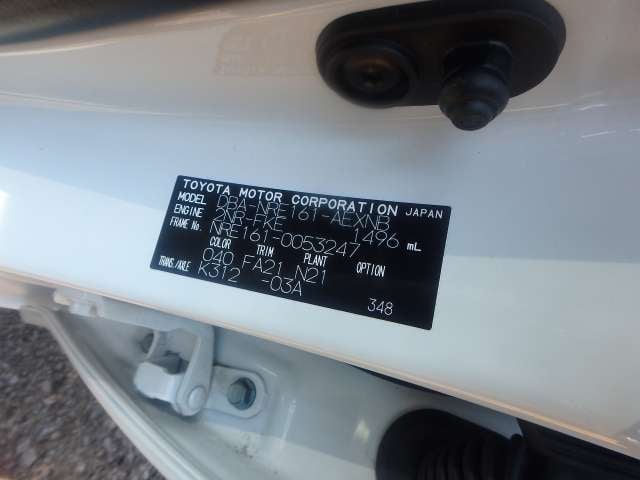 TOYOTA MOTOR CORPORATION JAPAN
MODEL DBA-NRE161-AEXNB
ENGINE 2NR-FKE 1496 mL
FRAME No. NRE161-0053247
COLOR TRIM PLANT OPTION
040 FA21 N21
TRANS./AXLE K312 -03A
348